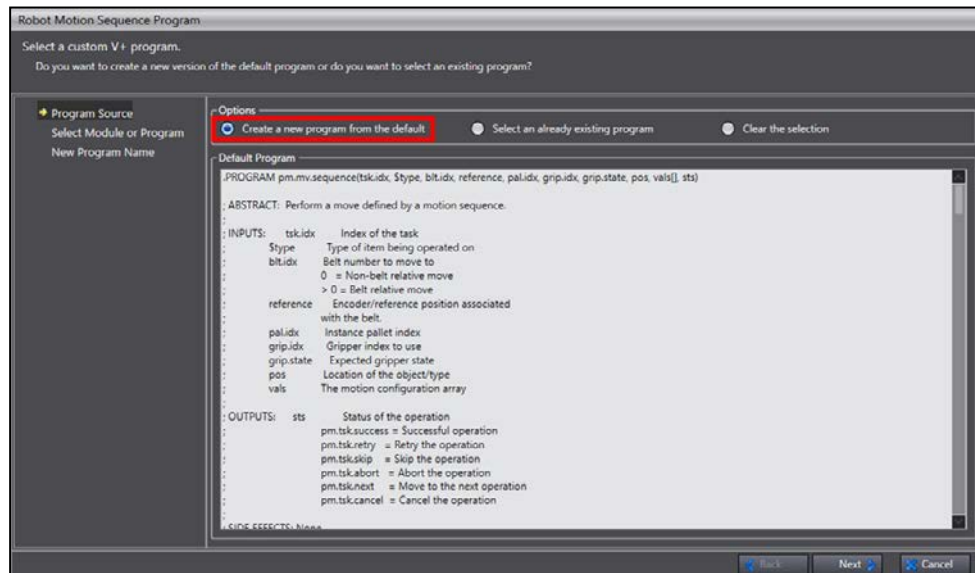 Robot Motion Sequence Program
Select a custom V+ program.
Do you want to create a new version of the default program or do you want to select an existing program?
Program Source
Select Module or Program
New Program Name
Options
Create a new program from the default
Select an already existing program
Clear the selection
Default Program
.PROGRAM pm.mv.sequence(tsk.idx, $type, blt.idx, reference, pal.idx, grip.idx, grip.state, pos, vals[], sts)
; ABSTRACT: Perform a move defined by a motion sequence.
;
; INPUTS: tsk.idx Index of the task
; $type Type of item being operated on
; blt.idx Belt number to move to
; 0 = Non-belt relative move
; > 0 = Belt relative move
; reference Encoder/reference position associated
; with the belt.
; pal.idx Instance pallet index
; grip.idx Gripper index to use
; grip.state Expected gripper state
; pos Location of the object/type
; vals The motion configuration array
;
; OUTPUTS: sts Status of the operation
; pm.tsk.success = Successful operation
; pm.tsk.retry = Retry the operation
; pm.tsk.skip = Skip the operation
; pm.tsk.abort = Abort the operation
; pm.tsk.next = Move to the next operation
; pm.tsk.cancel = Cancel the operation
;
; SIDE EFFECTS: None
Back
Next
Cancel